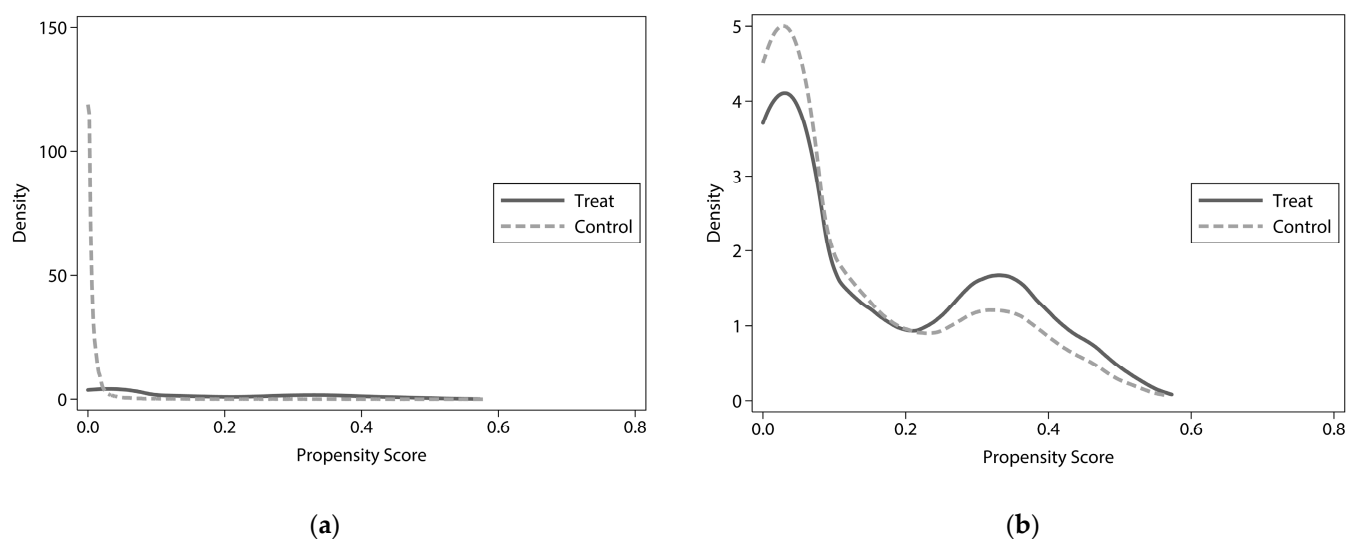 150
100
50
0
Density
0.0 0.2 0.4 0.6 0.8
Propensity Score
Treat
Control
(a)
5
4
3
2
1
0
Density
0.0 0.2 0.4 0.6 0.8
Propensity Score
Treat
Control
(b)